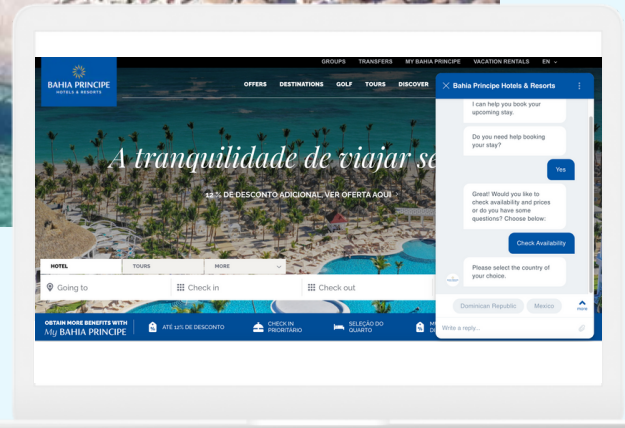 GROUPS TRANSFERS MY BAHIA PRINCIPE VACATION RENTALS EN
BAHIA PRINCIPE
HOTELS & RESORTS
OFFERS DESTINATIONS GOLF TOURS DISCOVER
A tranquilidade de viajar se
12 % DE DESCONTO ADICIONAL. VER OFERTA AQUI
HOTEL TOURS MORE
Going to Check in Check out
OBTAIN MORE BENEFITS WITH
My BAHIA PRINCIPE
ATÉ 12% DE DESCONTO
CHECK IN
PRIORITÁRIO
SELEÇÃO DO
QUARTO
Bahia Principe Hotels & Resorts
I can help you book your
upcoming stay.
Do you need help booking
your stay?
Yes
Great! Would you like to
check availability and prices
or do you have some
questions? Choose below:
Check Availability
Please select the country of
your choice.
Dominican Republic Mexico
more
Write a reply...